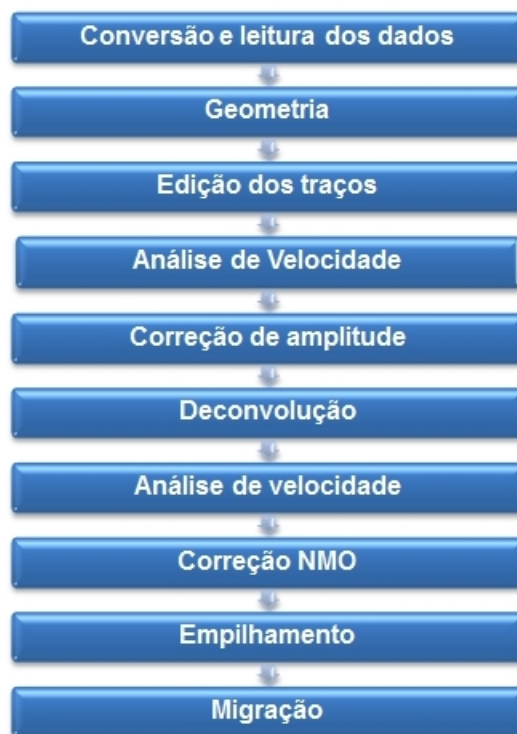 Conversão e leitura dos dados
Geometria
Edição dos traços
Análise de Velocidade
Correção de amplitude
Deconvolução
Análise de velocidade
Correção NMO
Empilhamento
Migração